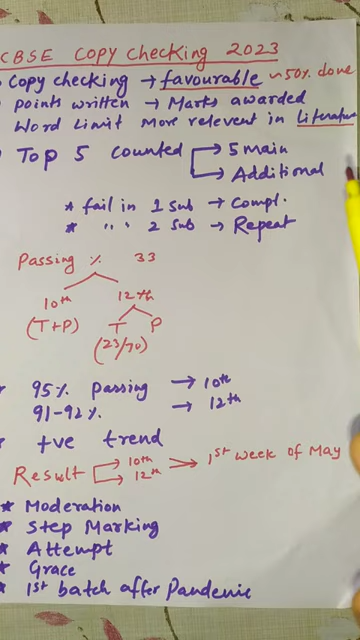 CBSE Copy Checking 2023
Copy checking → favourable ~50% done
Points written → Marks awarded
Word Limit More relevent in Literature
Top 5 counted → 5 main
→ Additional
* fail in 1 Sub → Compl.
* " " 2 Sub → Repeat
Passing % 33
10th 12th
(T+P) T P
(23/70)
95% Passing → 10th
91-92% → 12th
+ve trend
Result → 10th → 12th → 1st week of May
* Moderation
* Step Marking
* Attempt
* Grace
* 1st batch after Pandemic